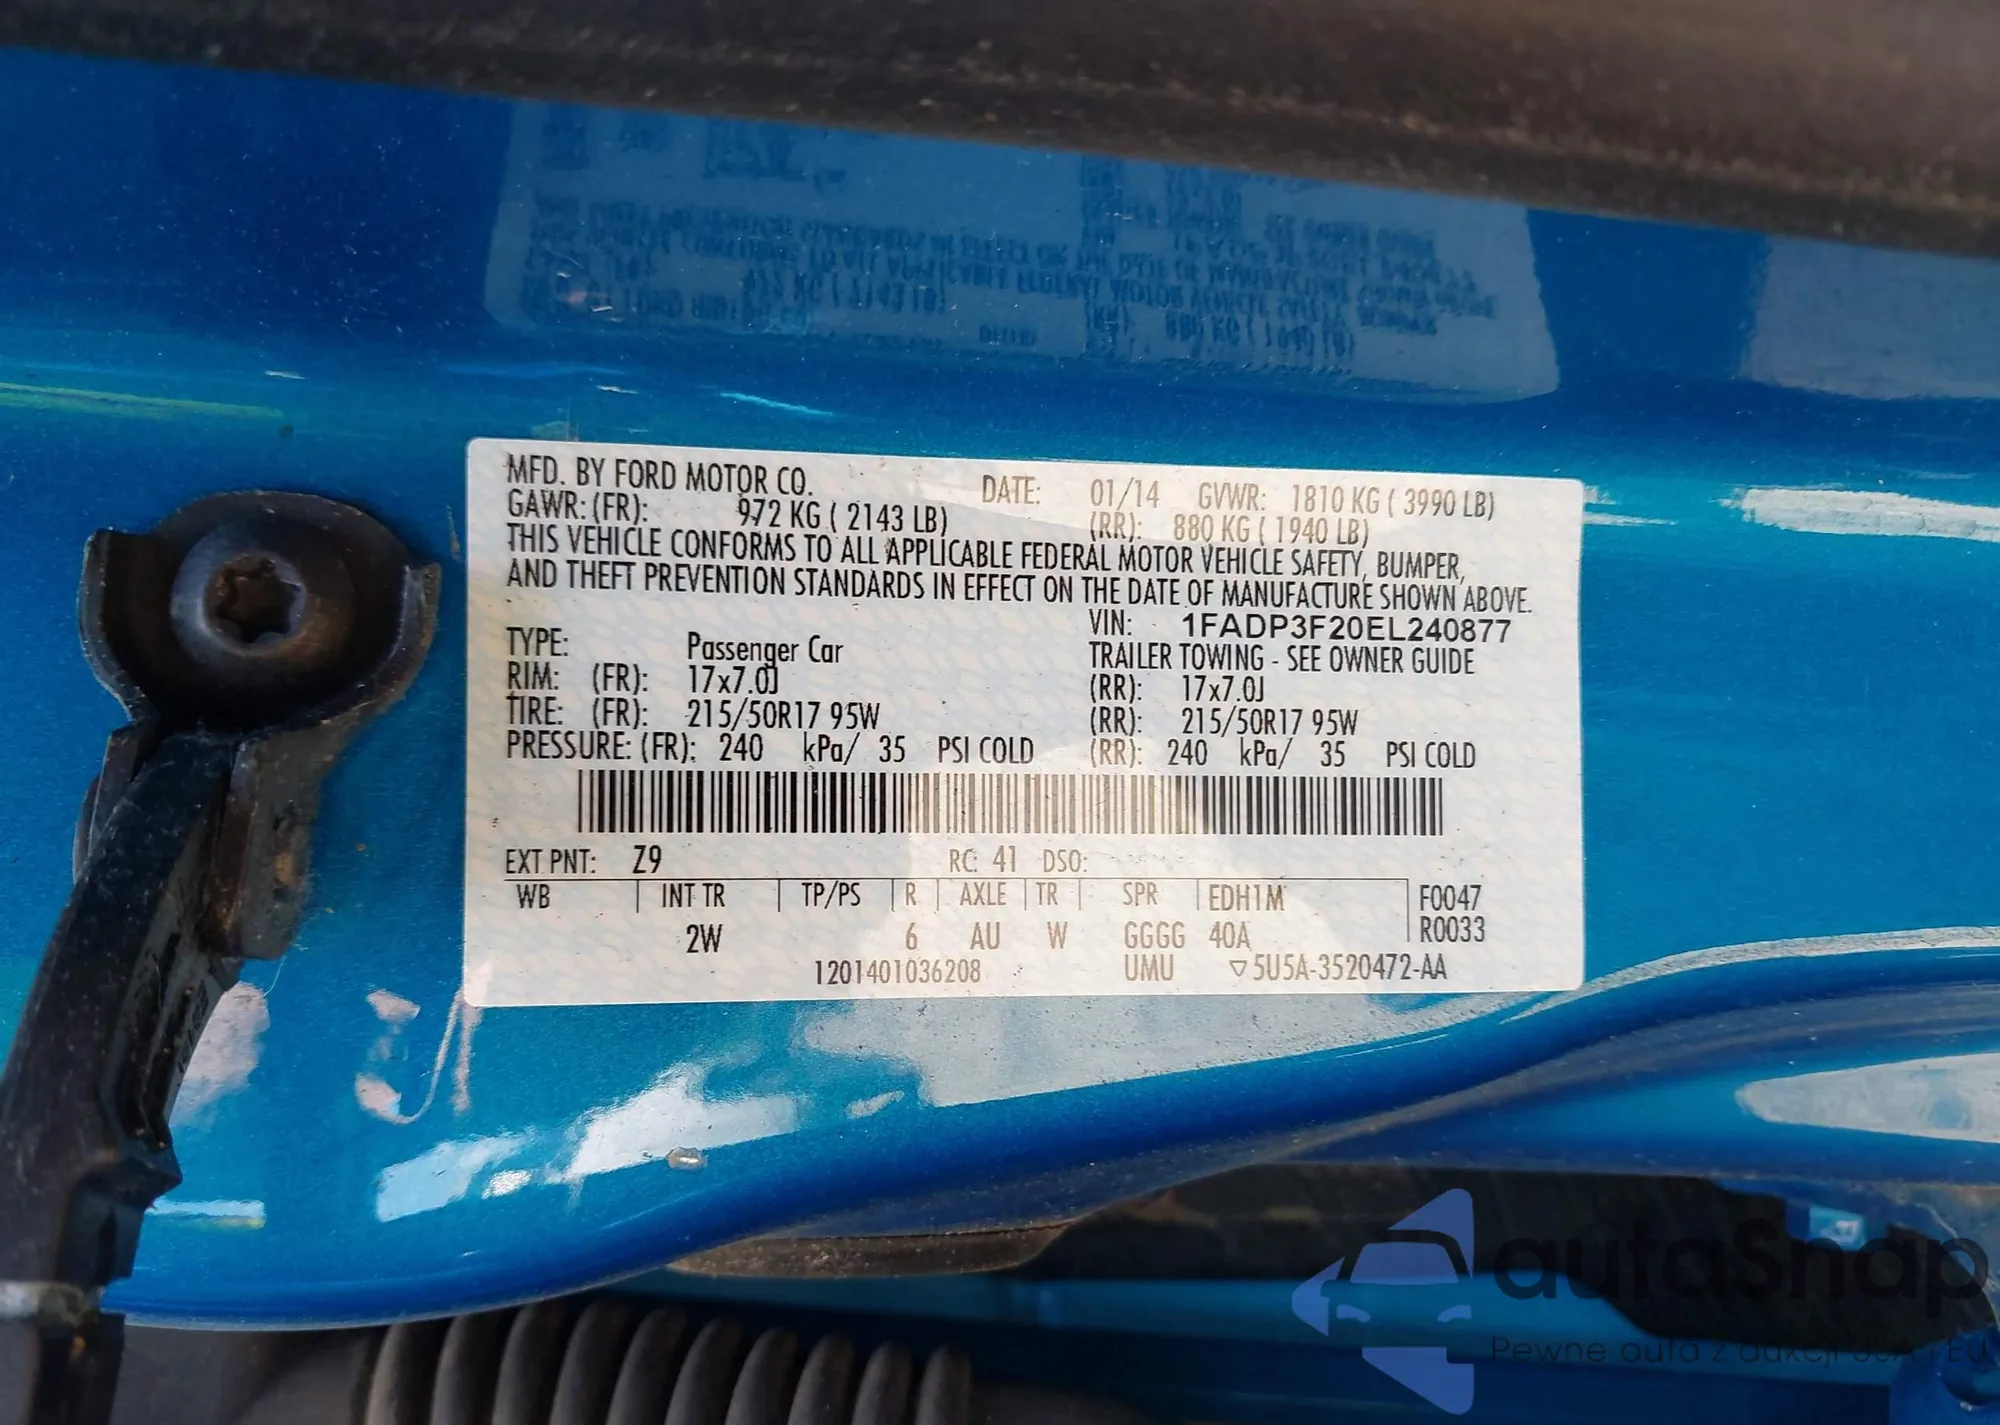 MFD. BY FORD MOTOR CO. DATE: 01/14 GVWR: 1810 KG ( 3990 LB)
GAWR: (FR): 972 KG ( 2143 LB) (RR): 880 KG ( 1940 LB)
THIS VEHICLE CONFORMS TO ALL APPLICABLE FEDERAL MOTOR VEHICLE SAFETY, BUMPER,
AND THEFT PREVENTION STANDARDS IN EFFECT ON THE DATE OF MANUFACTURE SHOWN ABOVE.
VIN: 1FADP3F20EL240877
TYPE: Passenger Car TRAILER TOWING - SEE OWNER GUIDE
RIM: (FR): 17x7.0J (RR): 17x7.0J
TIRE: (FR): 215/50R17 95W (RR): 215/50R17 95W
PRESSURE: (FR): 240 kPa/ 35 PSI COLD (RR): 240 kPa/ 35 PSI COLD
EXT PNT: Z9 RC: 41 DSO:
WB INT TR TP/PS R AXLE TR SPR EDH1M F0047
2W 6 AU W GGGG 40A R0033
1201401036208 UMU ▽5U5A-3520472-AA
autaSnap
Pewne auta z aukcji USA i EU